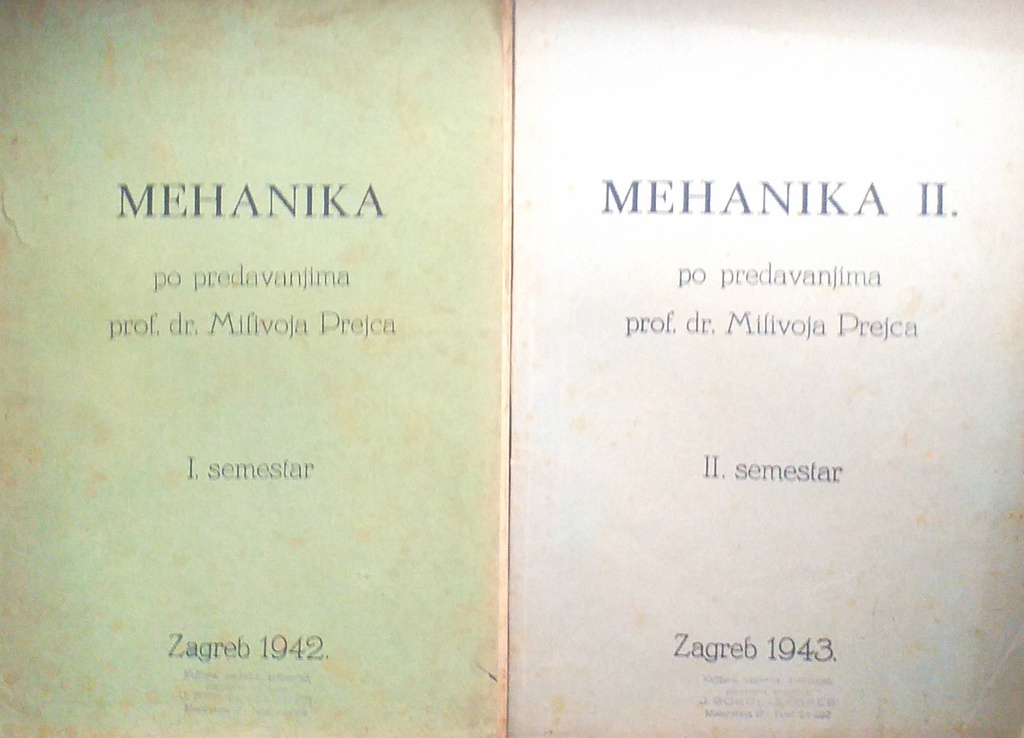 MEHANIKA
po predavanjima
prof. dr. Milivoja Prejca
I. semestar
Zagreb 1942.
MEHANIKA II.
po predavanjima
prof. dr. Milivoja Prejca
II. semestar
Zagreb 1943.